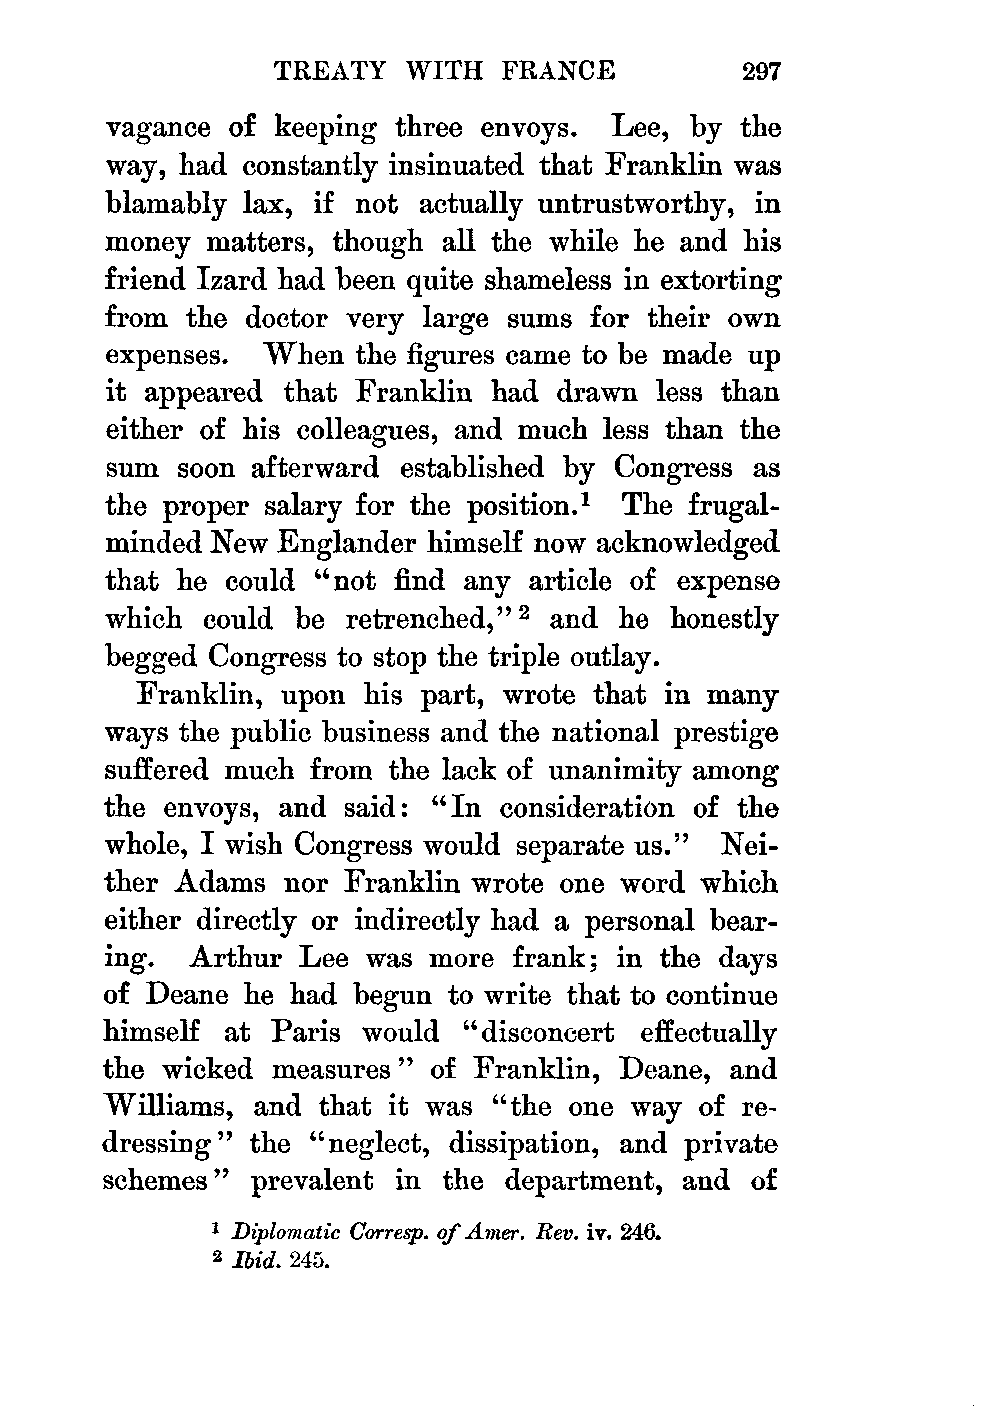 TREATY WITH FRANCE 297
vagance of keeping three envoys. Lee, by the
way, had constantly insinuated that Franklin was
blamably lax, if not actually untrustworthy, in
money matters, though all the while he and his
friend Izard had been quite shameless in extorting
from the doctor very large sums for their own
expenses. When the figures came to be made up
it appeared that Franklin had drawn less than
either of his colleagues, and much less than the
sum soon afterward established by Congress as
the proper salary for the position.¹ The frugal-
minded New Englander himself now acknowledged
that he could "not find any article of expense
which could be retrenched," ² and he honestly
begged Congress to stop the triple outlay.
Franklin, upon his part, wrote that in many
ways the public business and the national prestige
suffered much from the lack of unanimity among
the envoys, and said: "In consideration of the
whole, I wish Congress would separate us." Nei-
ther Adams nor Franklin wrote one word which
either directly or indirectly had a personal bear-
ing. Arthur Lee was more frank; in the days
of Deane he had begun to write that to continue
himself at Paris would "disconcert effectually
the wicked measures" of Franklin, Deane, and
Williams, and that it was "the one way of re-
dressing" the "neglect, dissipation, and private
schemes" prevalent in the department, and of
¹ Diplomatic Corresp. of Amer. Rev. iv. 246.
² Ibid. 245.